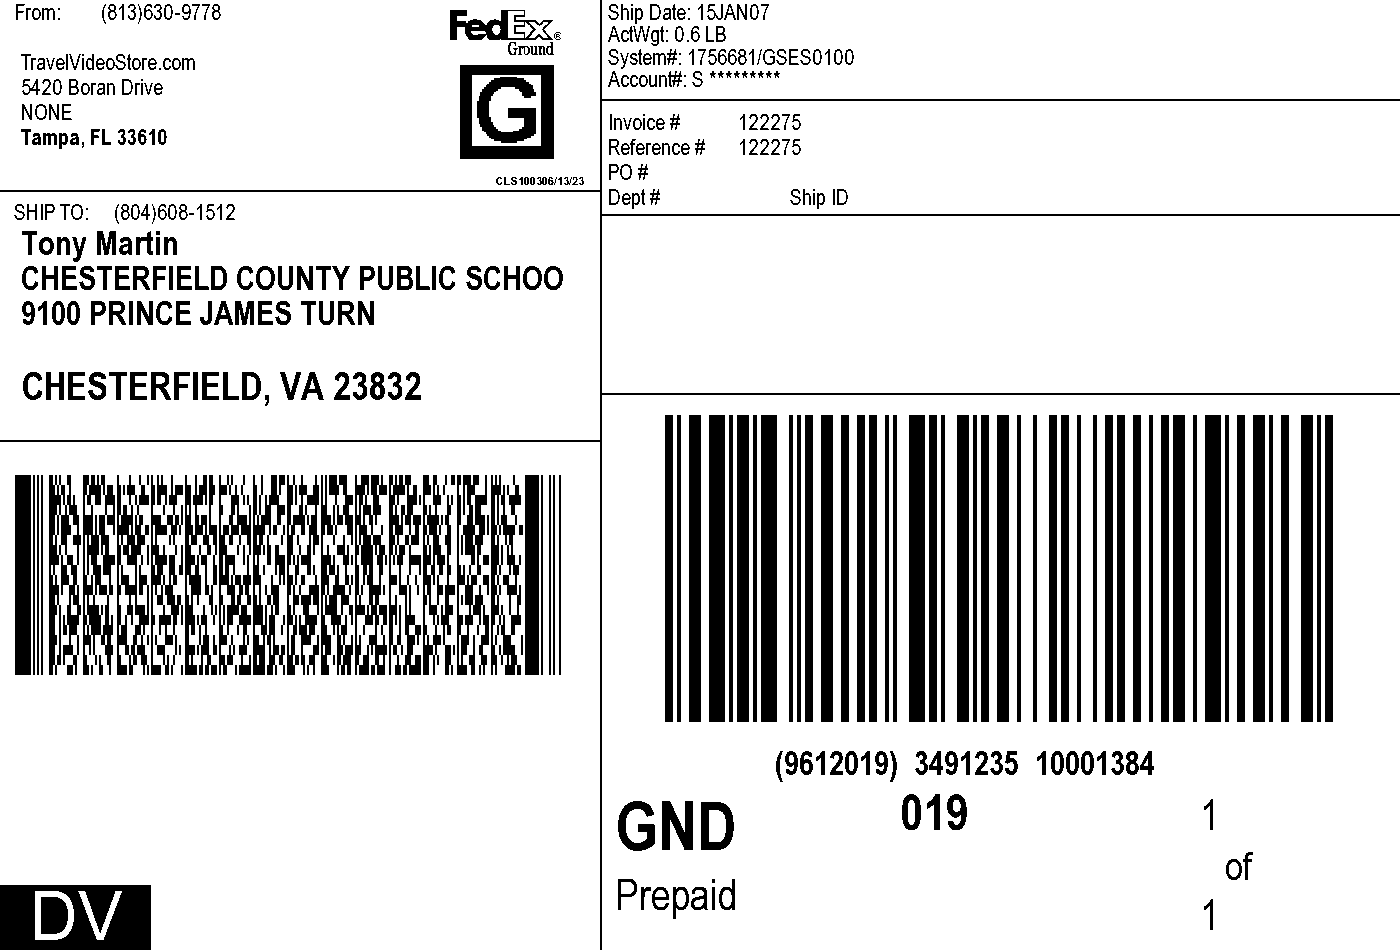 From: (813)630-9778
TravelVideoStore.com
5420 Boran Drive
NONE
Tampa, FL 33610
FedEx®
Ground
G
CLS100306/13/23
SHIP TO: (804)608-1512
Tony Martin
CHESTERFIELD COUNTY PUBLIC SCHOO
9100 PRINCE JAMES TURN
CHESTERFIELD, VA 23832
DV
Ship Date: 15JAN07
ActWgt: 0.6 LB
System#: 1756681/GSES0100
Account#: S *********
Invoice # 122275
Reference # 122275
PO #
Dept # Ship ID
(9612019) 3491235 10001384
GND 019 1
of
Prepaid 1